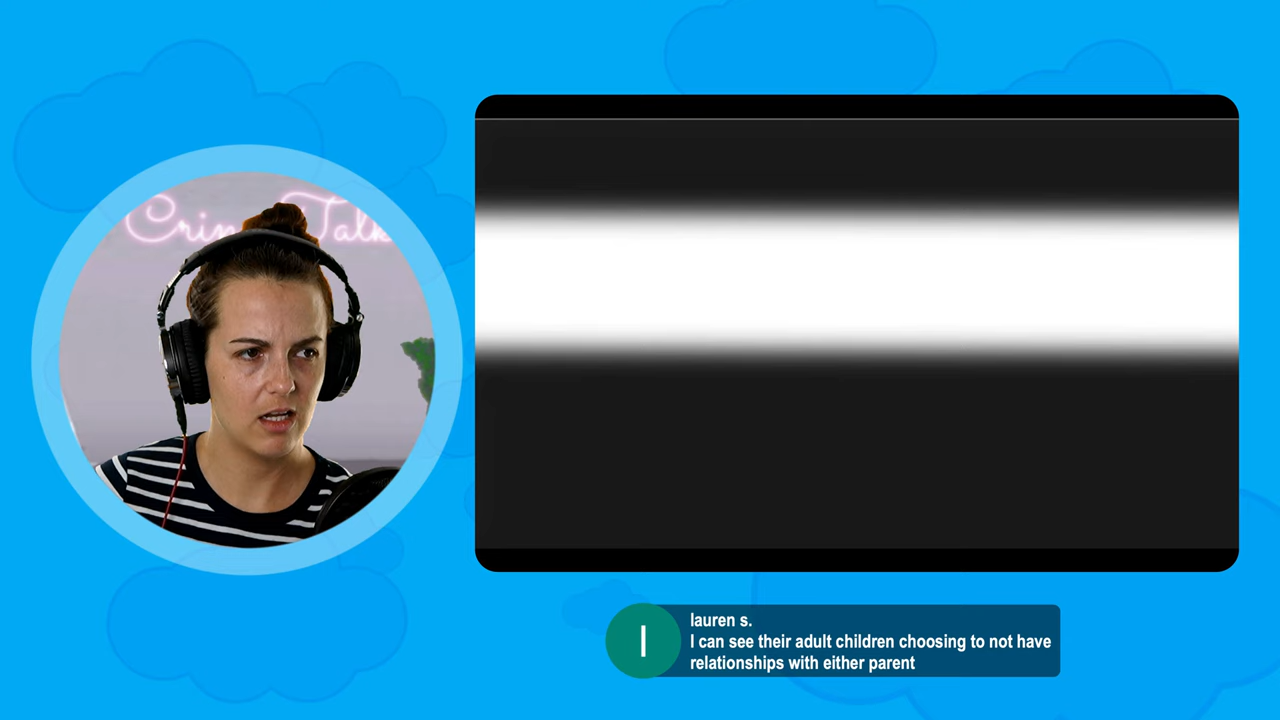 lauren s.
I can see their adult children choosing to not have
relationships with either parent